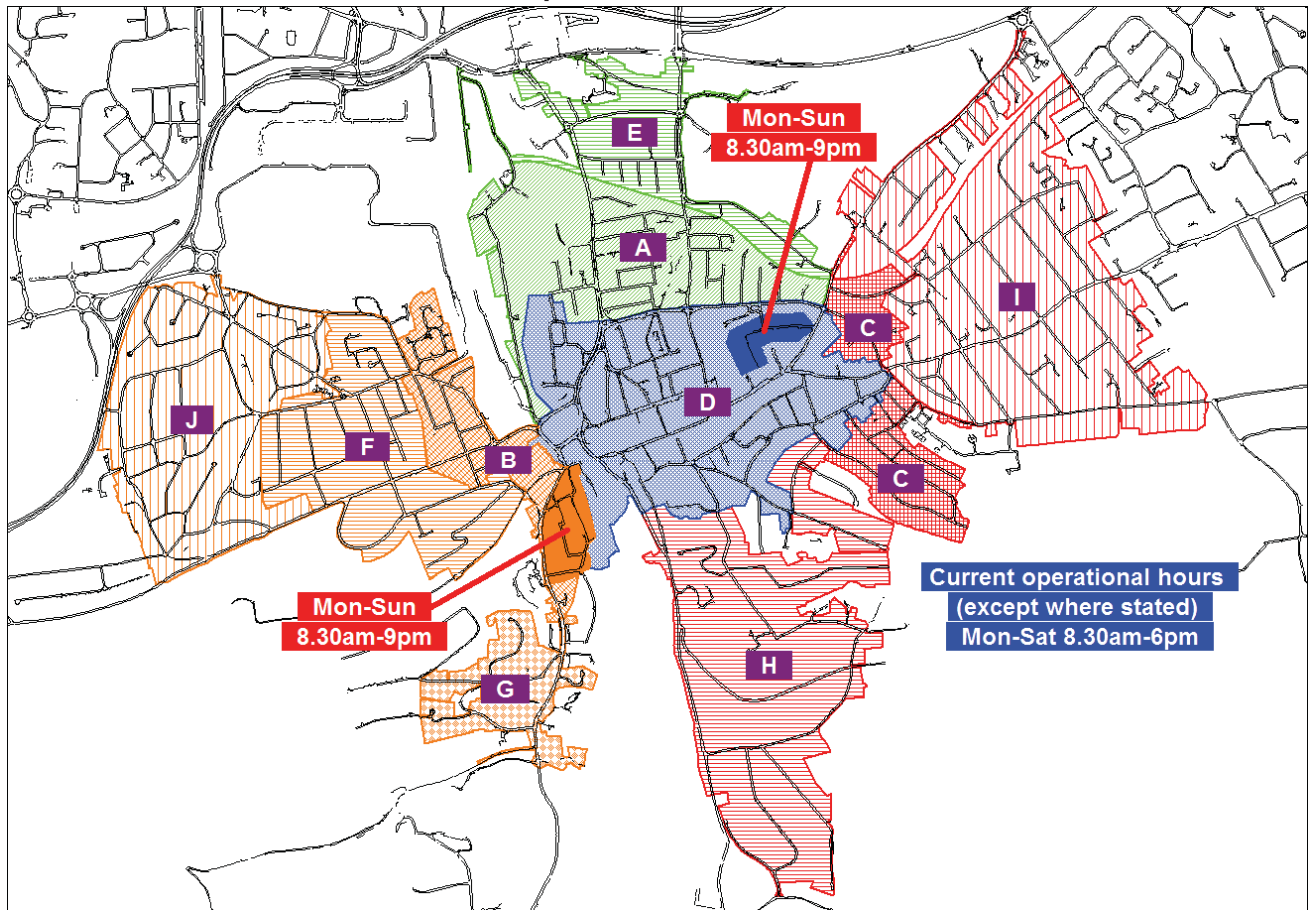 E
Mon-Sun
8.30am-9pm
A
I
C
J
D
F
B
C
Current operational hours
(except where stated)
Mon-Sat 8.30am-6pm
Mon-Sun
8.30am-9pm
H
G